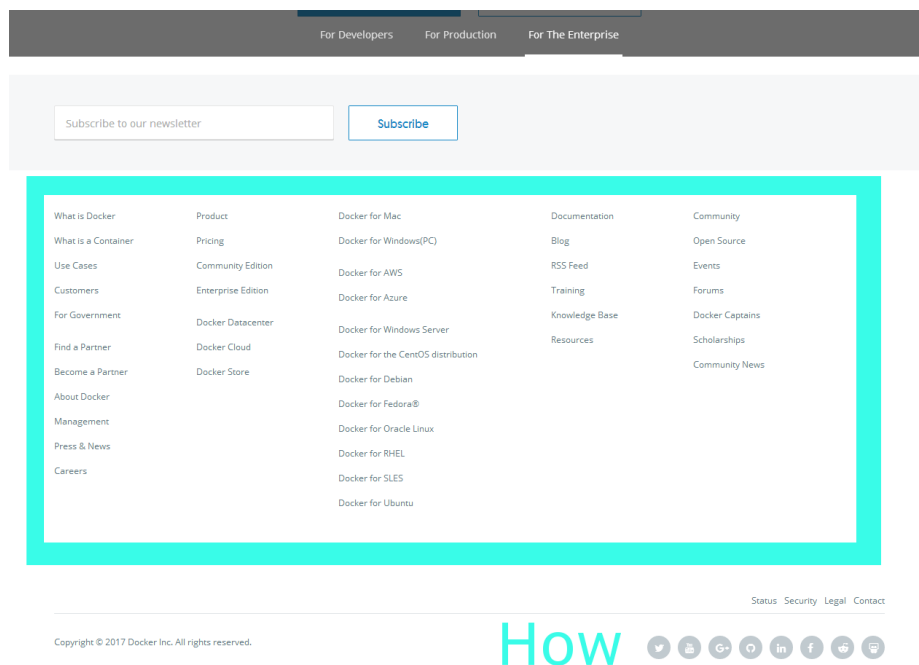 For Developers For Production For The Enterprise
Subscribe to our newsletter Subscribe
What is Docker
What is a Container
Use Cases
Customers
For Government
Find a Partner
Become a Partner
About Docker
Management
Press & News
Careers
Product
Pricing
Community Edition
Enterprise Edition
Docker Datacenter
Docker Cloud
Docker Store
Docker for Mac
Docker for Windows(PC)
Docker for AWS
Docker for Azure
Docker for Windows Server
Docker for the CentOS distribution
Docker for Debian
Docker for Fedora®
Docker for Oracle Linux
Docker for RHEL
Docker for SLES
Docker for Ubuntu
Documentation
Blog
RSS Feed
Training
Knowledge Base
Resources
Community
Open Source
Events
Forums
Docker Captains
Scholarships
Community News
Status Security Legal Contact
Copyright © 2017 Docker Inc. All rights reserved.
How